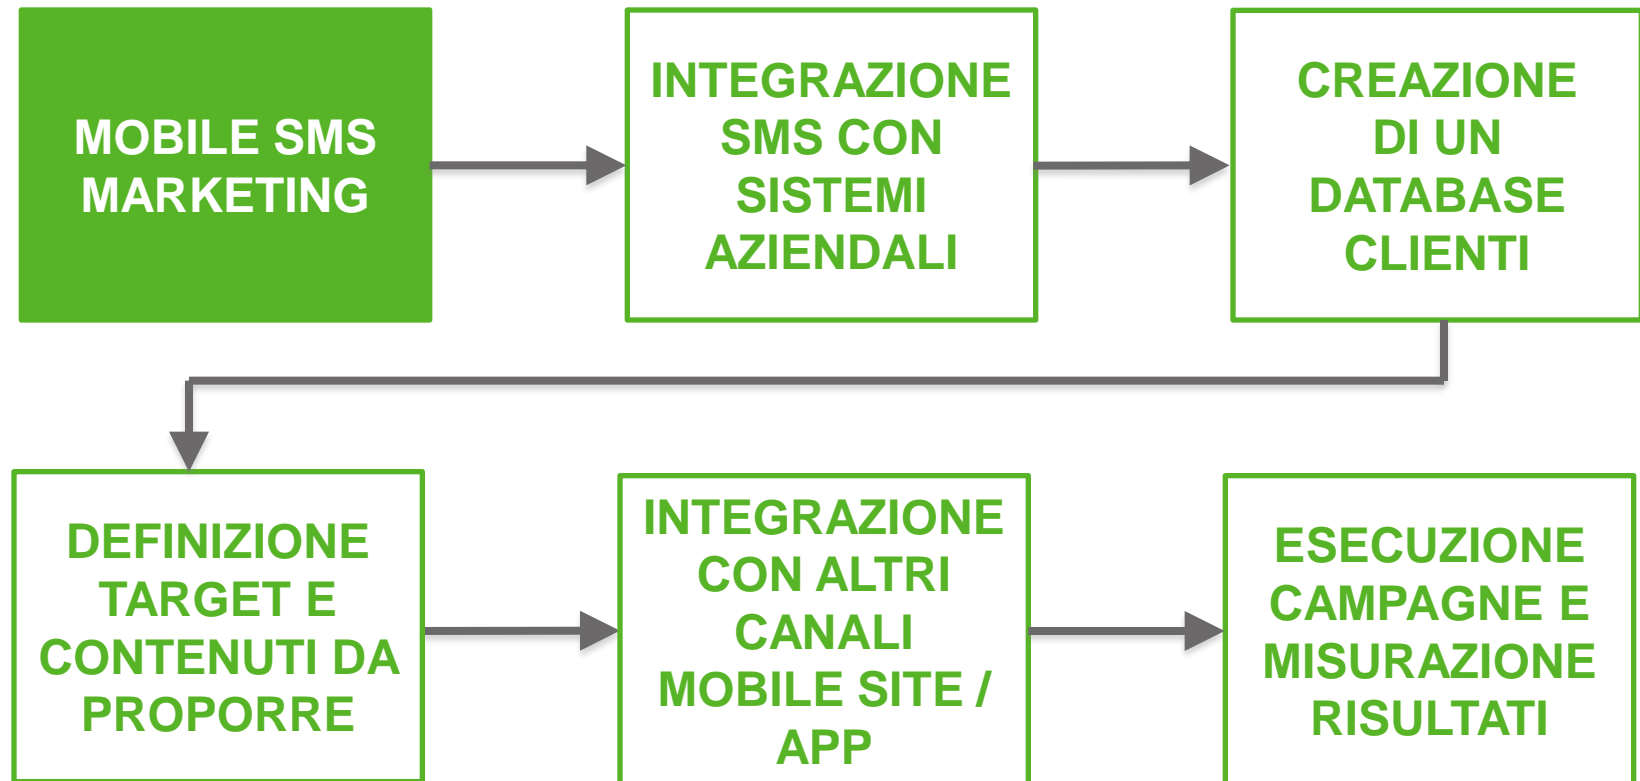 MOBILE SMS
MARKETING
INTEGRAZIONE
SMS CON
SISTEMI
AZIENDALI
CREAZIONE
DI UN
DATABASE
CLIENTI
DEFINIZIONE
TARGET E
CONTENUTI DA
PROPORRE
INTEGRAZIONE
CON ALTRI
CANALI
MOBILE SITE /
APP
ESECUZIONE
CAMPAGNE E
MISURAZIONE
RISULTATI